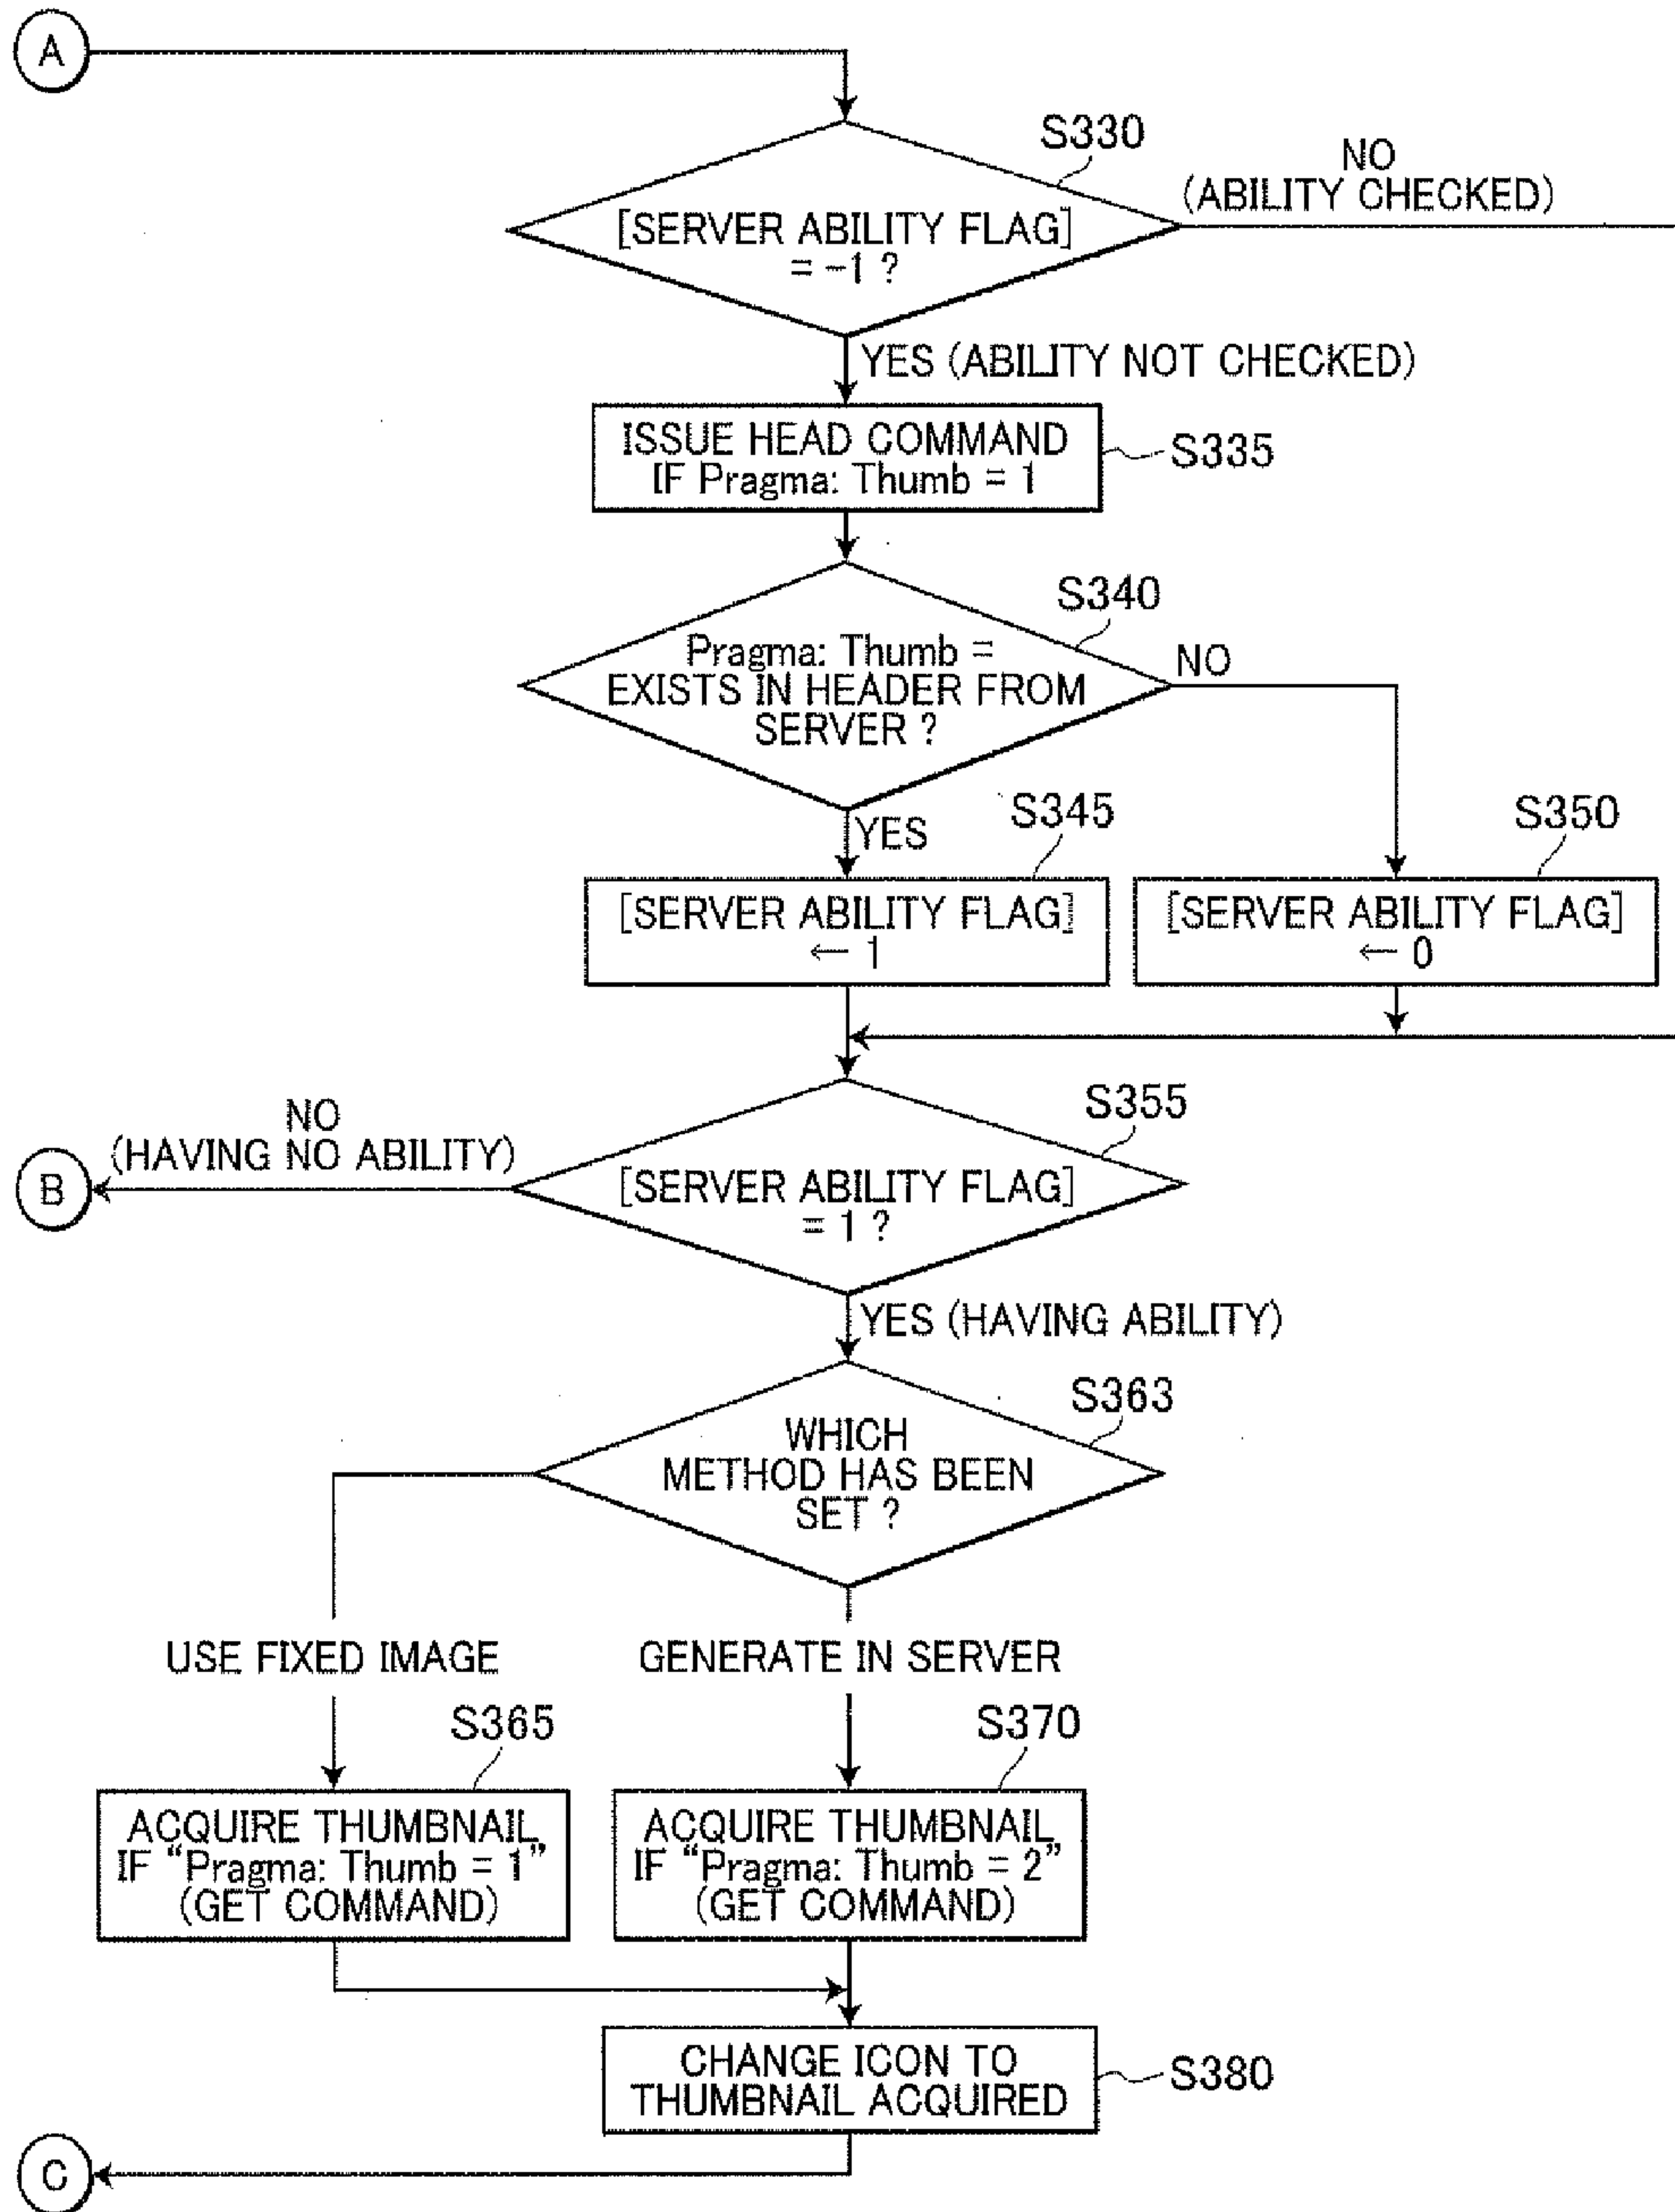 A
S330
NO
(ABILITY CHECKED)
[SERVER ABILITY FLAG]
= -1 ?
YES (ABILITY NOT CHECKED)
ISSUE HEAD COMMAND
IF Pragma: Thumb = 1
S335
S340
Pragma: Thumb =
EXISTS IN HEADER FROM
SERVER ?
NO
YES
S345
S350
[SERVER ABILITY FLAG]
← 1
[SERVER ABILITY FLAG]
← 0
S355
NO
(HAVING NO ABILITY)
B
[SERVER ABILITY FLAG]
= 1 ?
YES (HAVING ABILITY)
S363
WHICH
METHOD HAS BEEN
SET ?
USE FIXED IMAGE
GENERATE IN SERVER
S365
S370
ACQUIRE THUMBNAIL
IF “Pragma: Thumb = 1”
(GET COMMAND)
ACQUIRE THUMBNAIL
IF “Pragma: Thumb = 2”
(GET COMMAND)
CHANGE ICON TO
THUMBNAIL ACQUIRED
S380
C